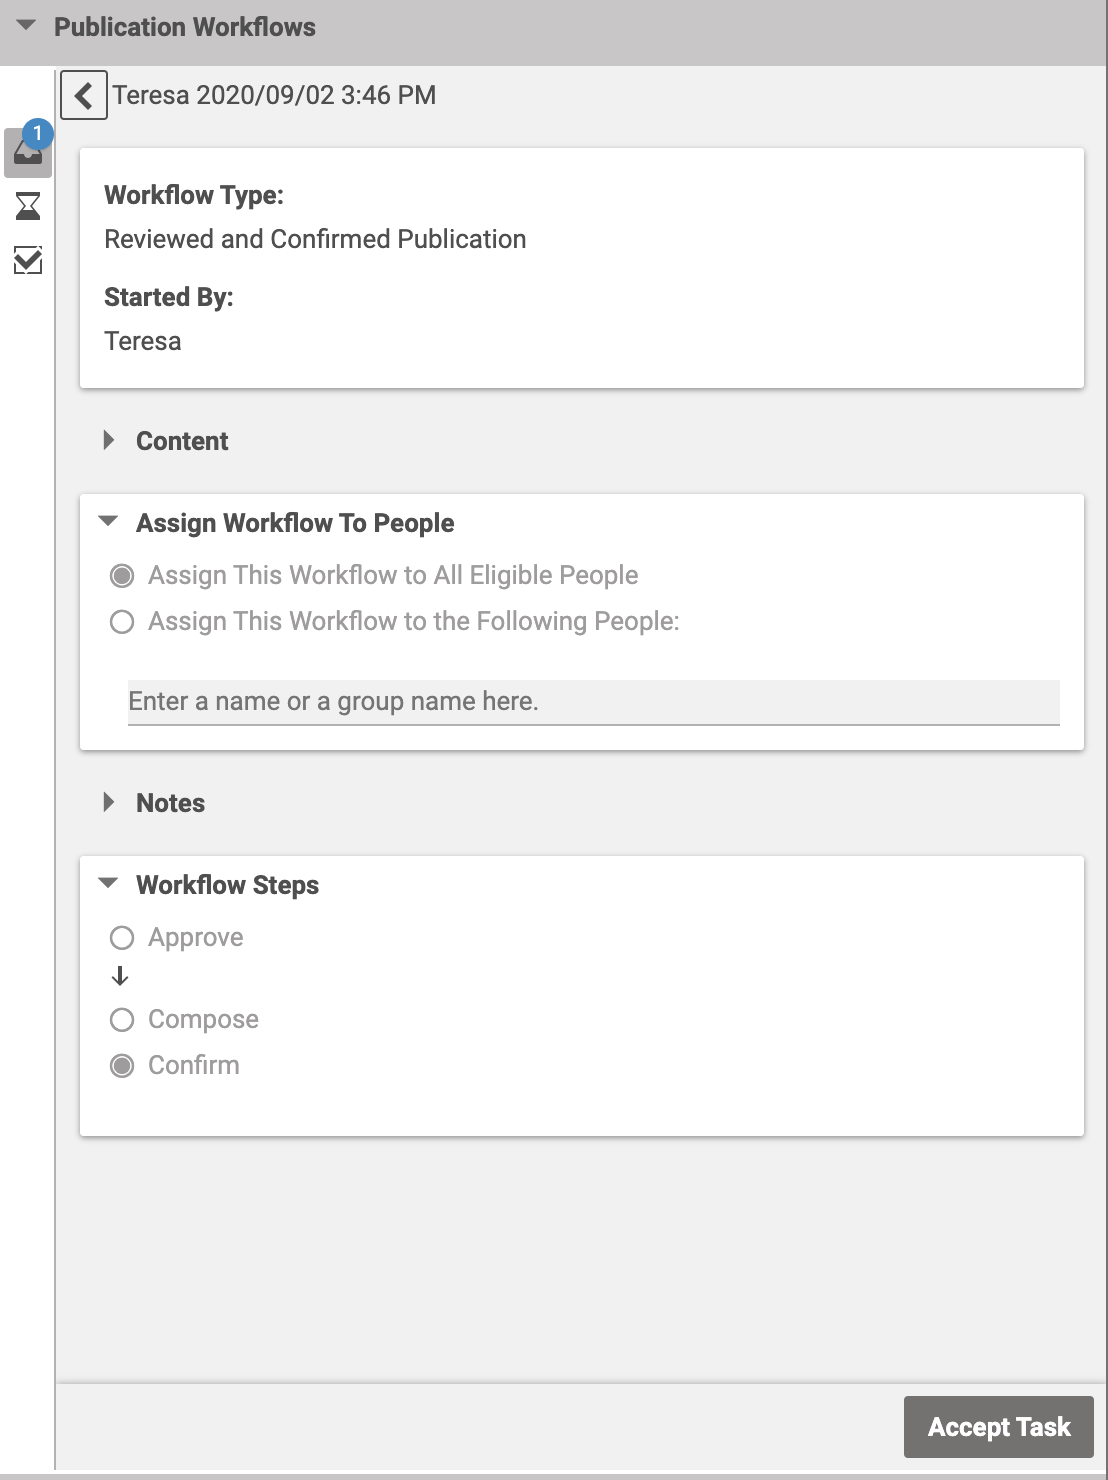 Publication Workflows
Teresa 2020/09/02 3:46 PM
1
Workflow Type:
Reviewed and Confirmed Publication
Started By:
Teresa
Content
Assign Workflow To People
Assign This Workflow to All Eligible People
Assign This Workflow to the Following People:
Enter a name or a group name here.
Notes
Workflow Steps
Approve
Compose
Confirm
Accept Task